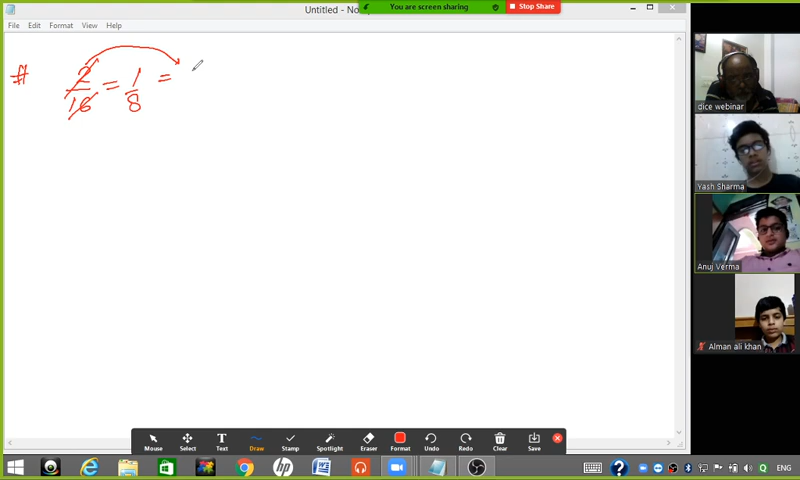 Untitled - No
You are screen sharing
Stop Share
File Edit Format View Help
# 2/16 = 1/8 =
dice webinar
Yash Sharma
Anuj Verma
Alman ali khan
Mouse Select Text Draw Stamp Spotlight Eraser Format Undo Redo Clear Save
hp
ENG